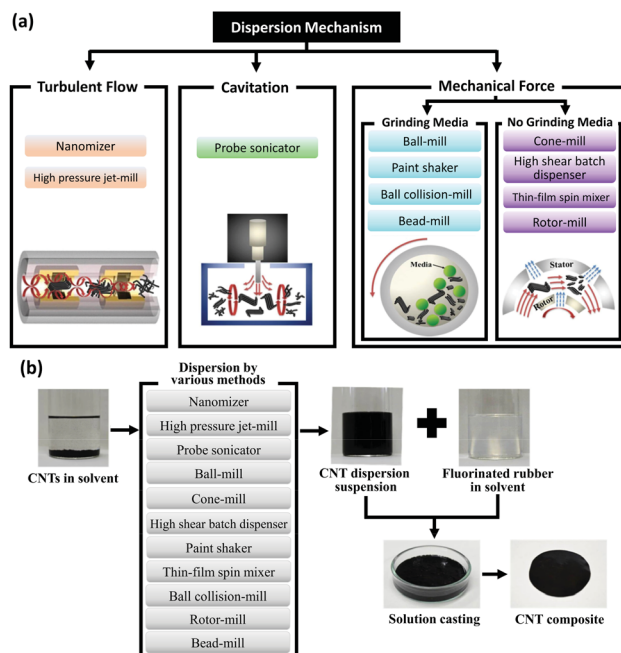 (a)
Dispersion Mechanism
Turbulent Flow
Nanomizer
High pressure jet-mill
Cavitation
Probe sonicator
Mechanical Force
Grinding Media
Ball-mill
Paint shaker
Ball collision-mill
Bead-mill
Media
No Grinding Media
Cone-mill
High shear batch
dispenser
Thin-film spin mixer
Rotor-mill
Stator
Rotor
(b)
CNTs in solvent
Dispersion by
various methods
Nanomizer
High pressure jet-mill
Probe sonicator
Ball-mill
Cone-mill
High shear batch dispenser
Paint shaker
Thin-film spin mixer
Ball collision-mill
Rotor-mill
Bead-mill
CNT dispersion
suspension
Fluorinated rubber
in solvent
Solution casting
CNT composite